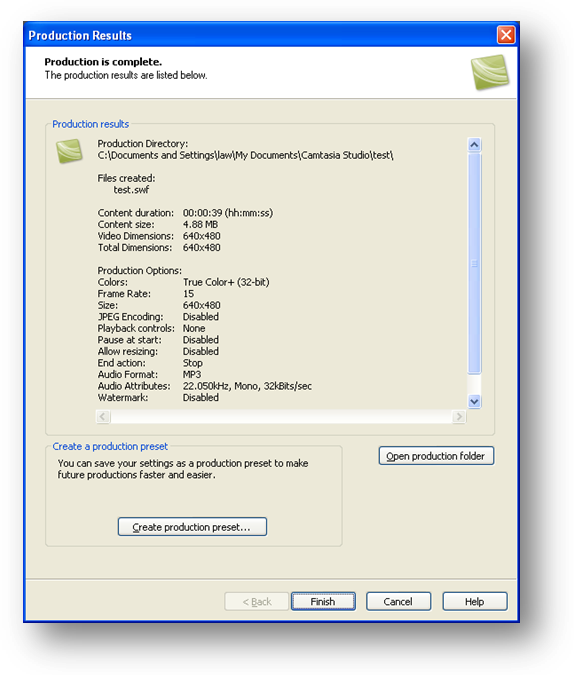 Production Results
Production is complete.
The production results are listed below.
Production results
Production Directory:
C:\Documents and Settings\law\My Documents\Camtasia Studio\test\
Files created:
test.swf
Content duration: 00:00:39 (hh:mm:ss)
Content size: 4.88 MB
Video Dimensions: 640x480
Total Dimensions: 640x480
Production Options:
Colors: True Color+ (32-bit)
Frame Rate: 15
Size: 640x480
JPEG Encoding: Disabled
Playback controls: None
Pause at start: Disabled
Allow resizing: Disabled
End action: Stop
Audio Format: MP3
Audio Attributes: 22.050kHz, Mono, 32kBits/sec
Watermark: Disabled
Create a production preset
You can save your settings as a production preset to make
future productions faster and easier.
Open production folder
Create production preset...
< Back Finish Cancel Help